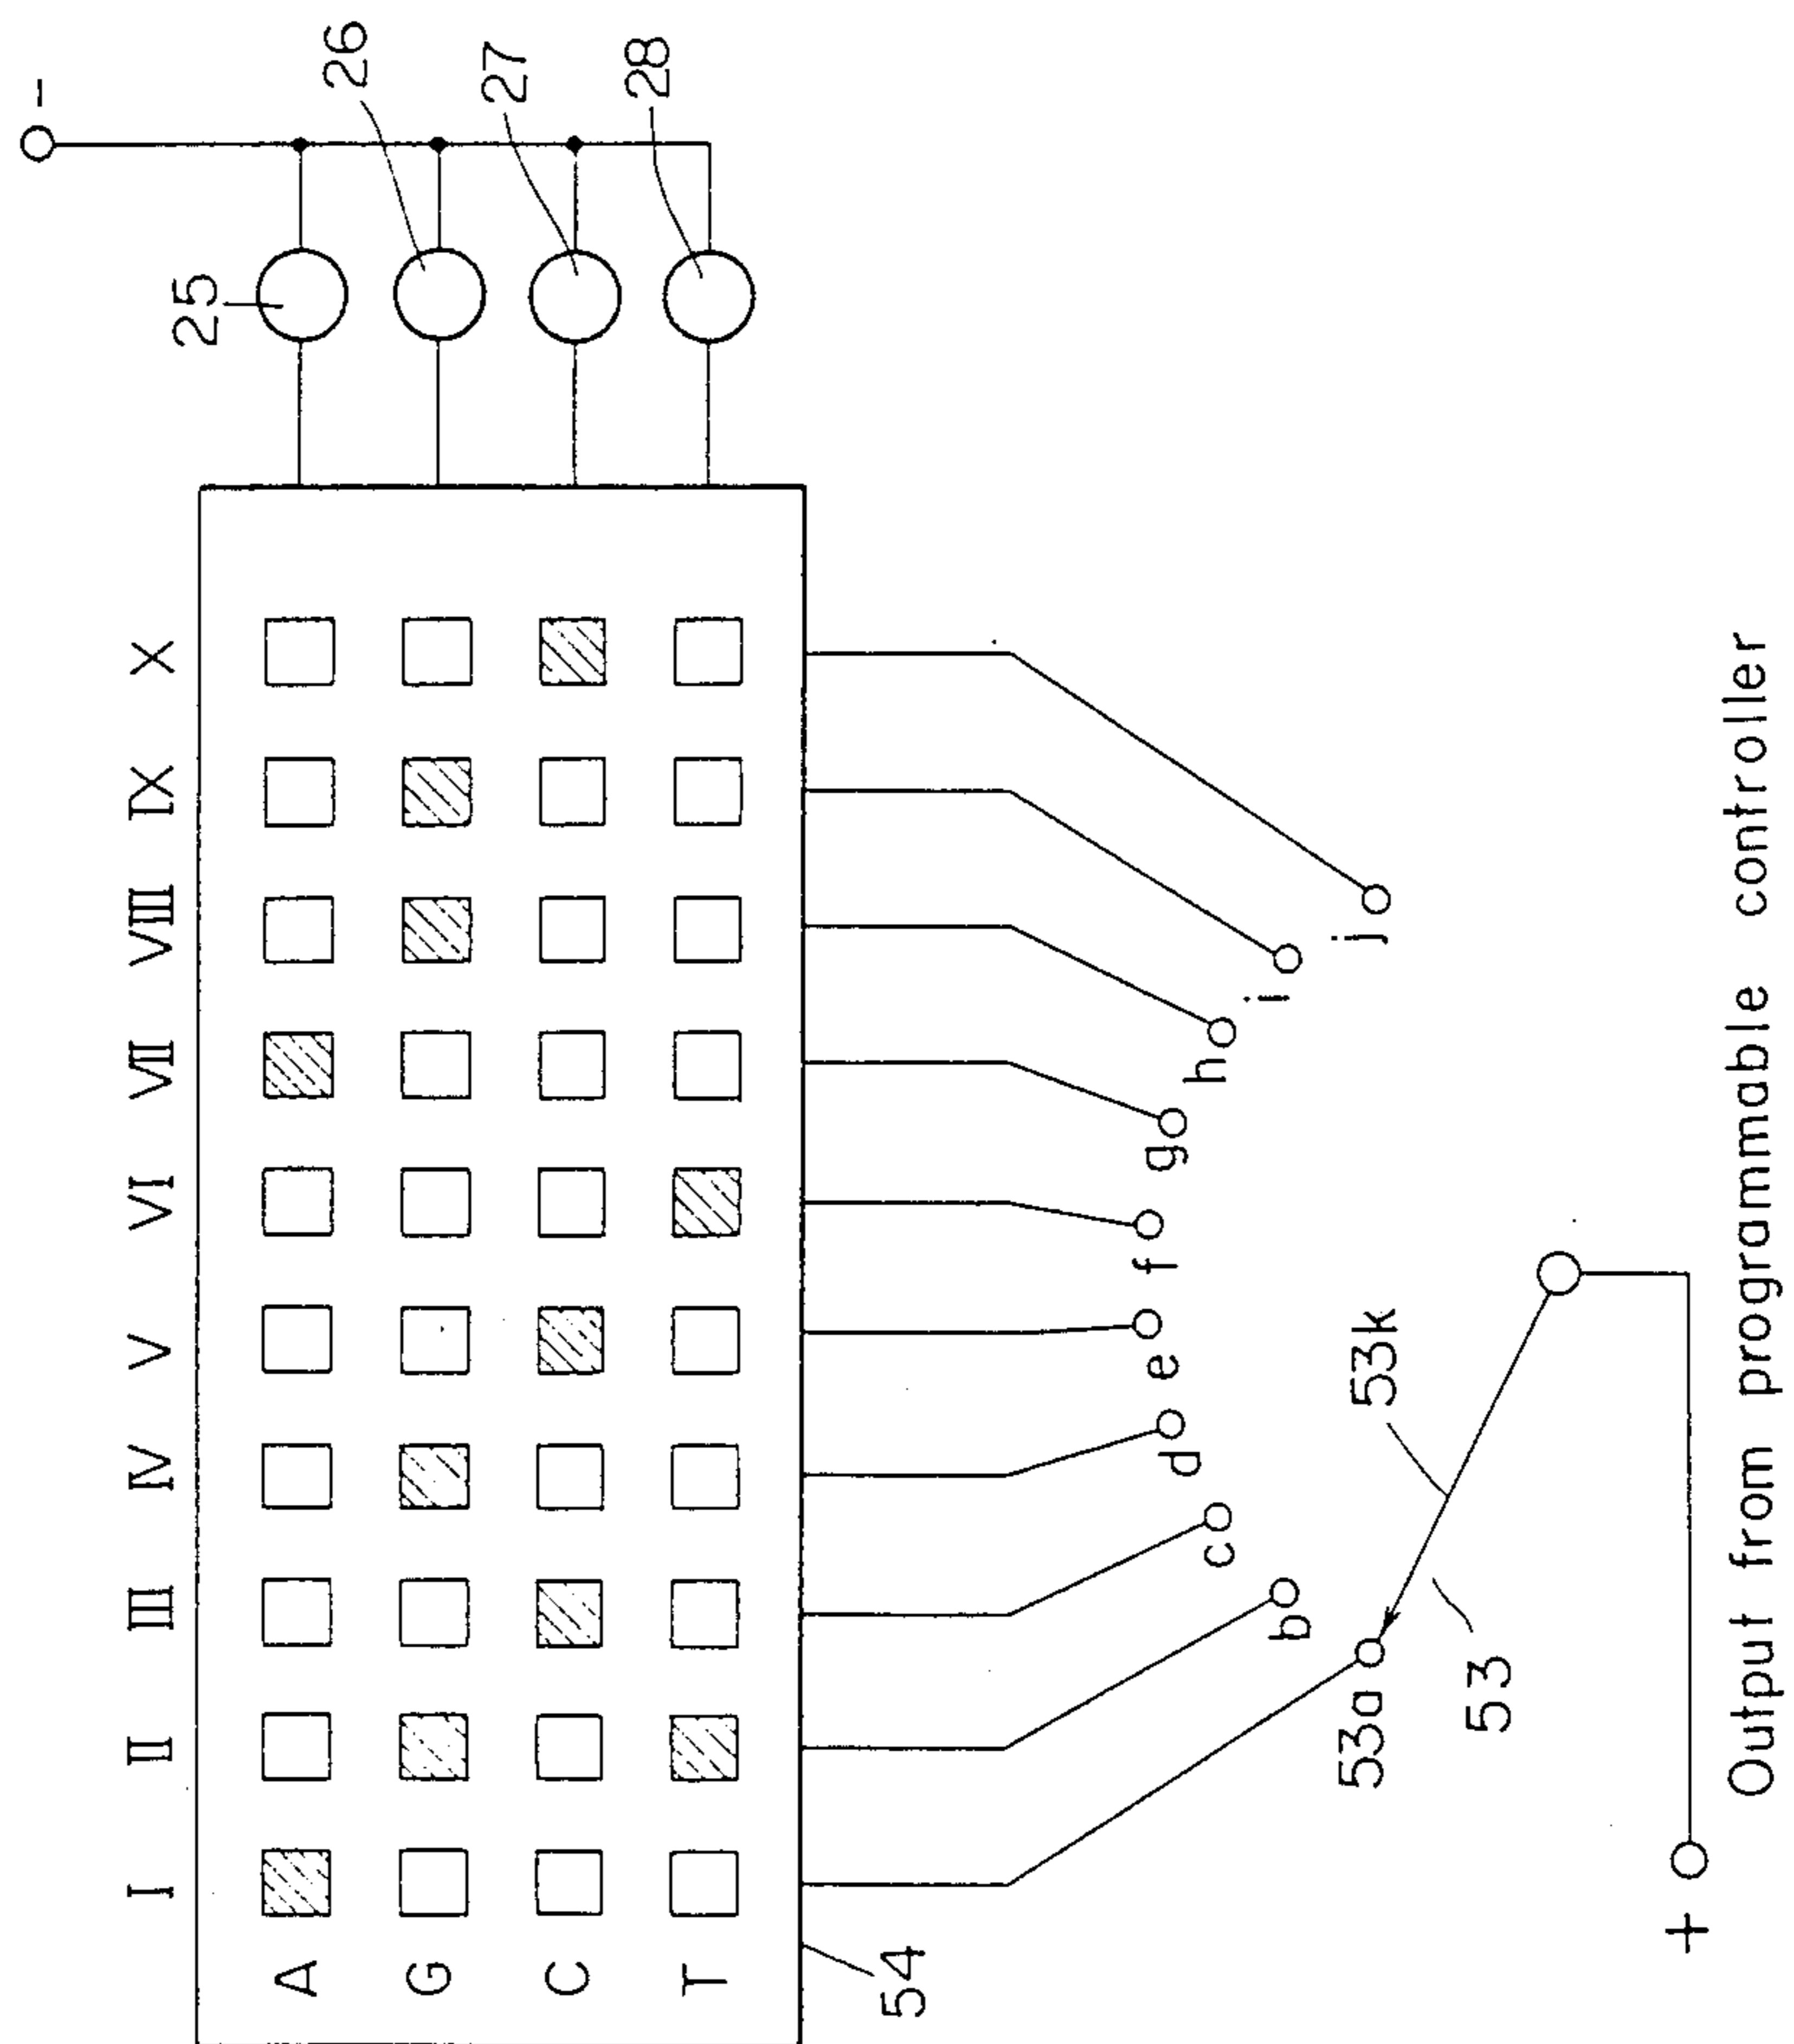 I II III IV V VI VII VIII IX X
A
G
C
T
25
26
27
28
-
54
53a
b
c
d
e
f
g
h
i
j
53k
53
+
Output from programmable controller